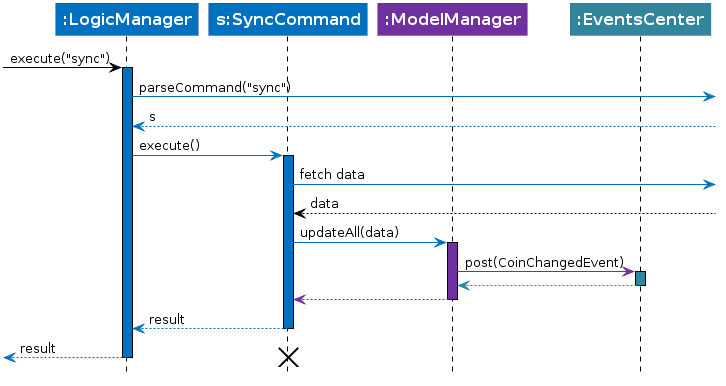 :LogicManager
s:SyncCommand
:ModelManager
:EventsCenter
execute("sync")
parseCommand("sync")
s
execute()
fetch data
data
updateAll(data)
post(CoinChangedEvent)
result
result